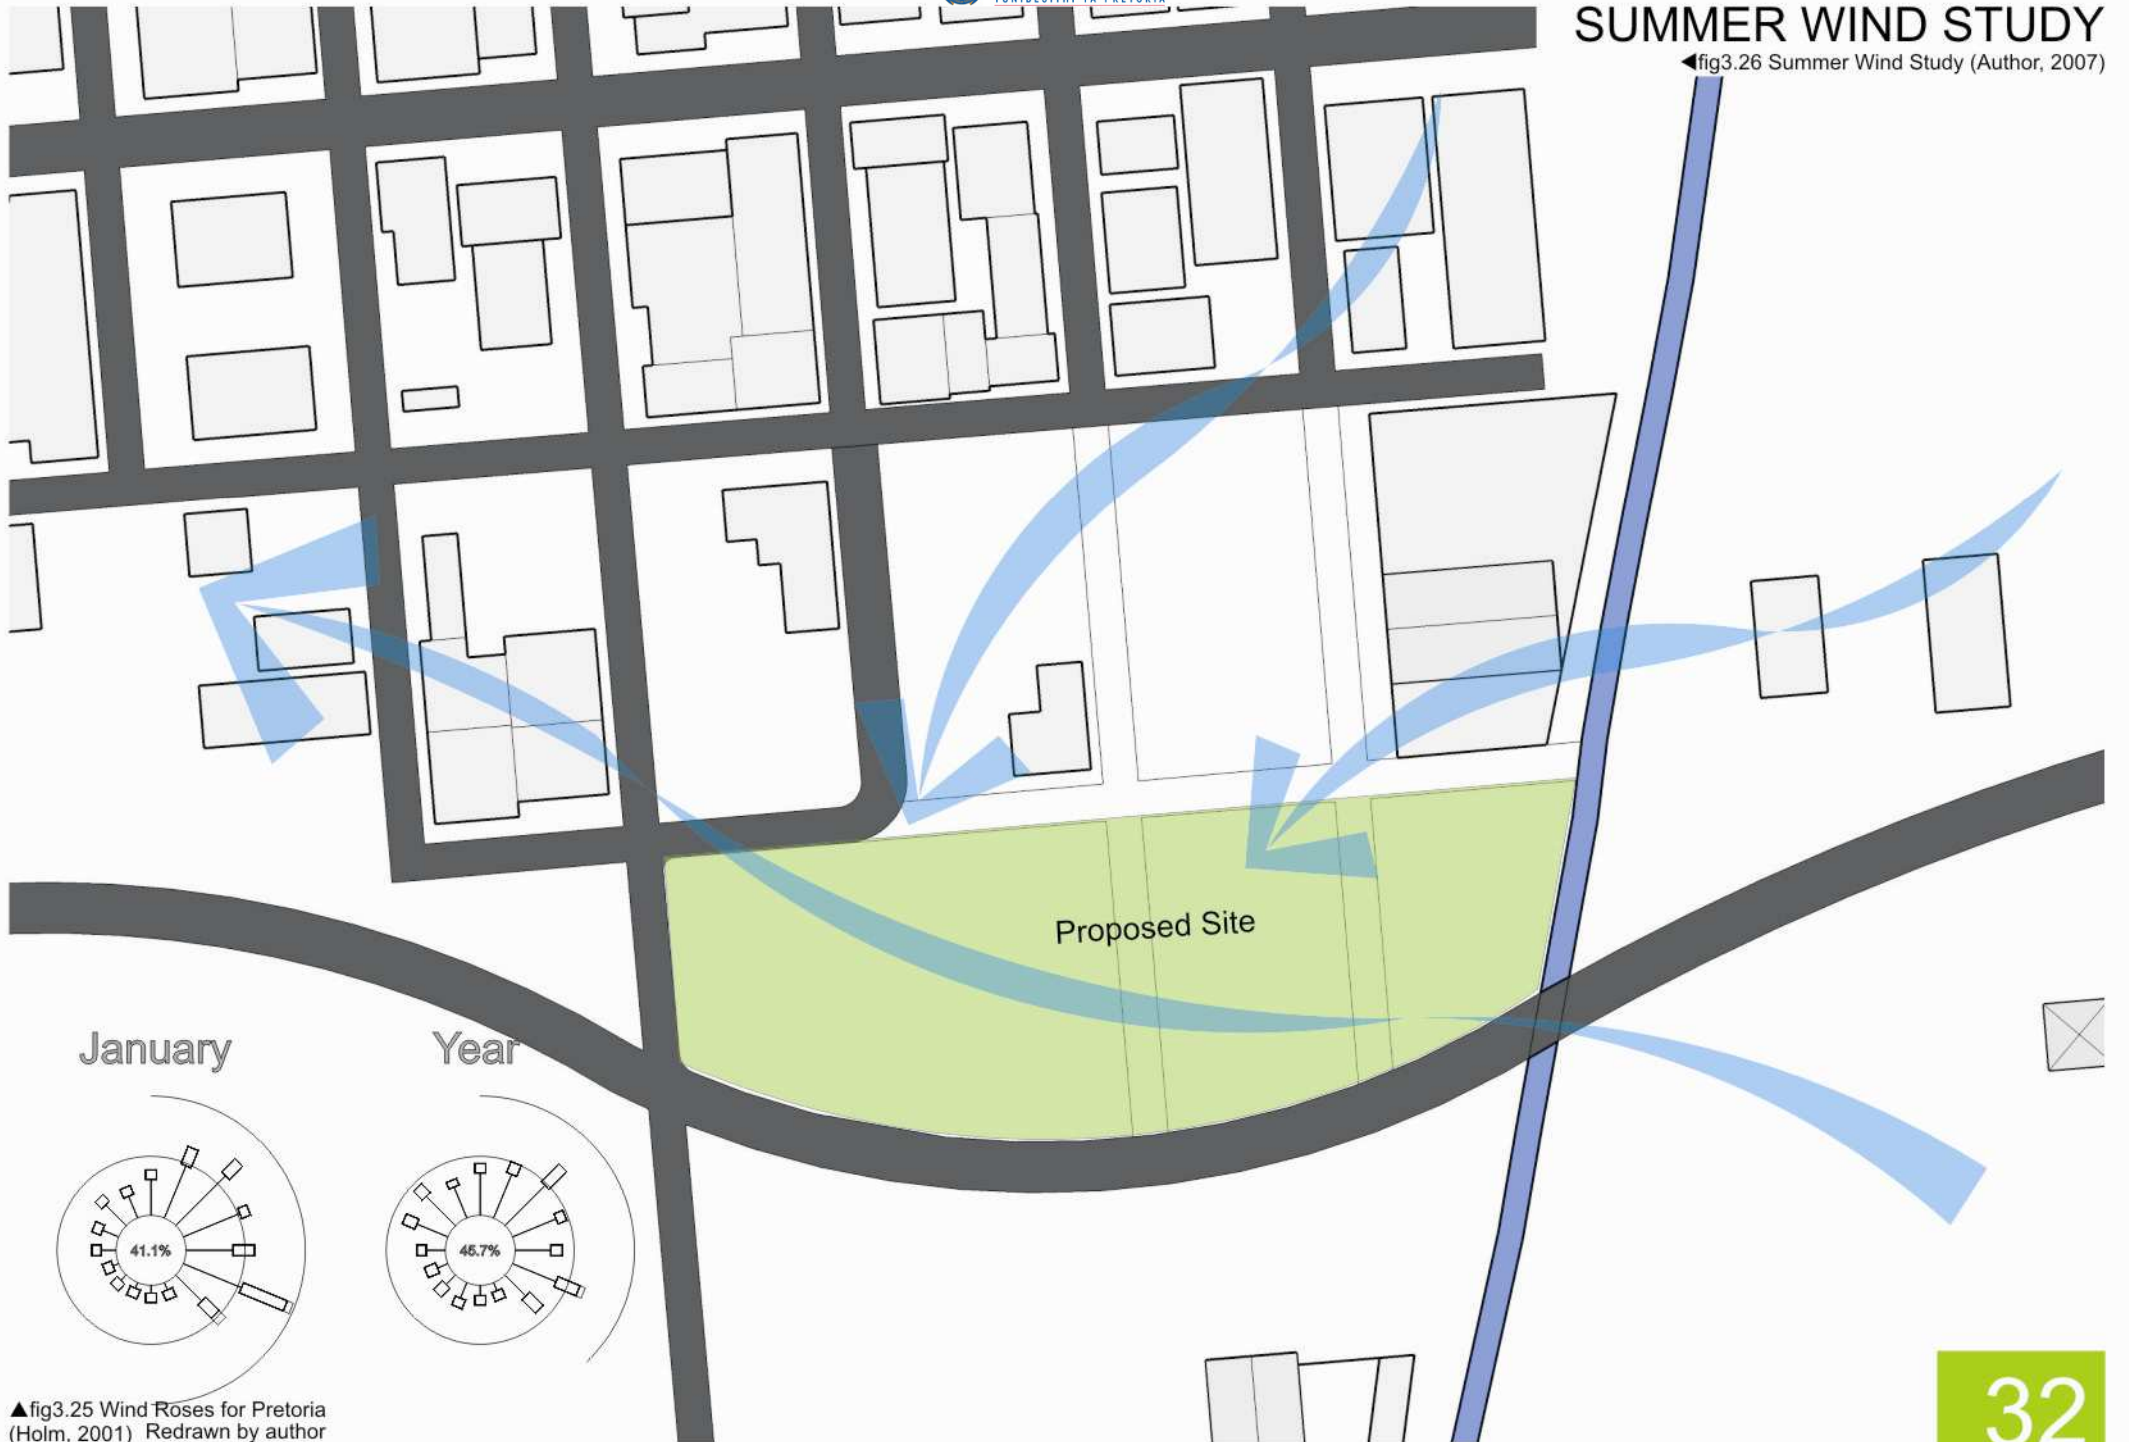 SUMMER WIND STUDY
◀fig3.26 Summer Wind Study (Author, 2007)
Proposed Site
January
Year
41.1%
45.7%
▲fig3.25 Wind Roses for Pretoria
(Holm, 2001) Redrawn by author
32